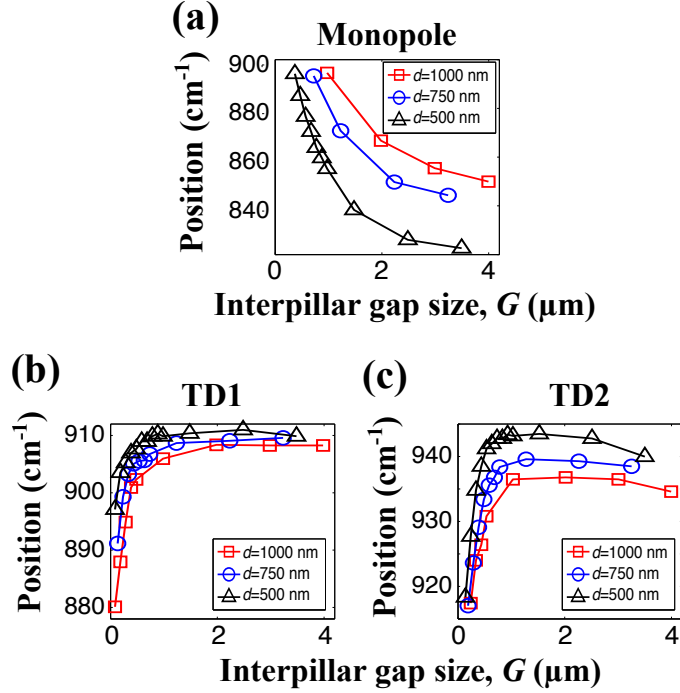 (a)
Monopole
Position (cm⁻¹)
900
880
860
840
d=1000 nm
d=750 nm
d=500 nm
0 2 4
Interpillar gap size, G (μm)
(b)
TD1
Position (cm⁻¹)
910
900
890
880
d=1000 nm
d=750 nm
d=500 nm
0 2 4
(c)
TD2
Position (cm⁻¹)
940
930
920
d=1000 nm
d=750 nm
d=500 nm
0 2 4
Interpillar gap size, G (μm)